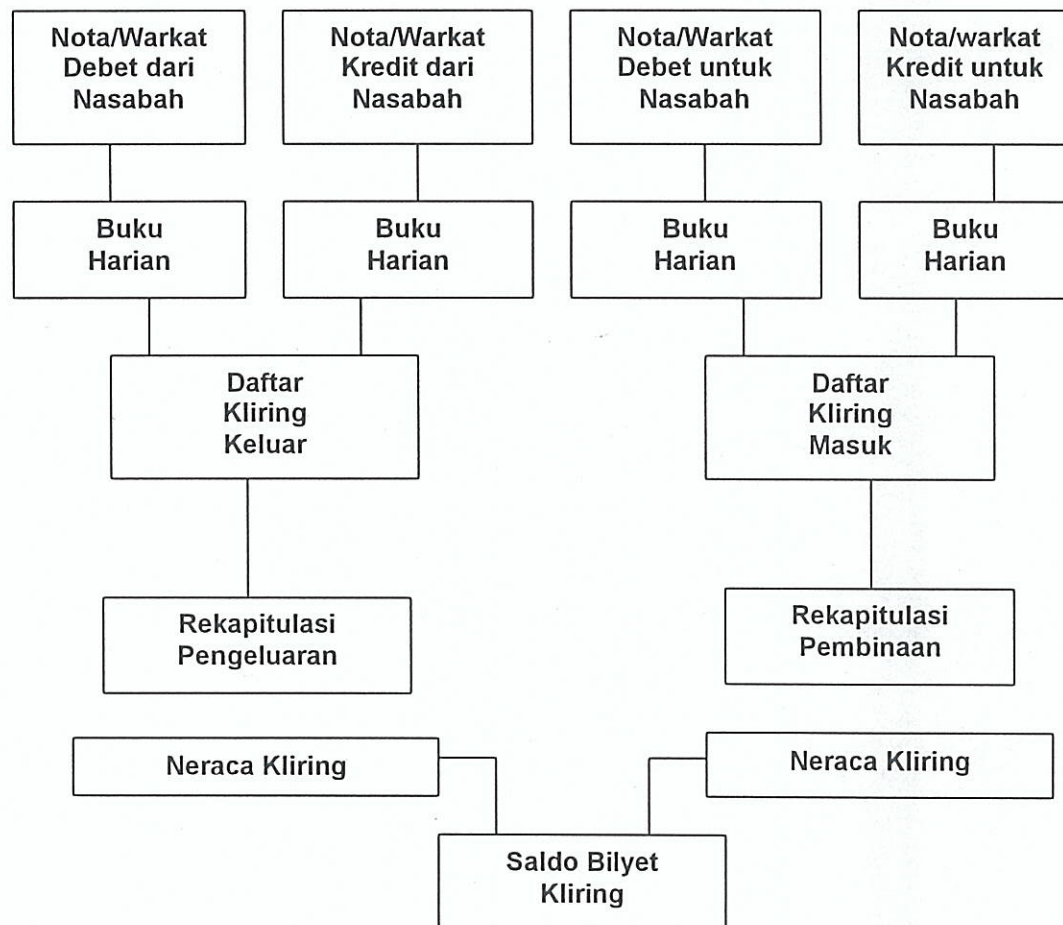 Nota/Warkat
Debet dari
Nasabah
Nota/Warkat
Kredit dari
Nasabah
Nota/Warkat
Debet untuk
Nasabah
Nota/warkat
Kredit untuk
Nasabah
Buku
Harian
Buku
Harian
Buku
Harian
Buku
Harian
Daftar
Kliring
Keluar
Daftar
Kliring
Masuk
Rekapitulasi
Pengeluaran
Rekapitulasi
Pembinaan
Neraca Kliring
Neraca Kliring
Saldo Bilyet
Kliring